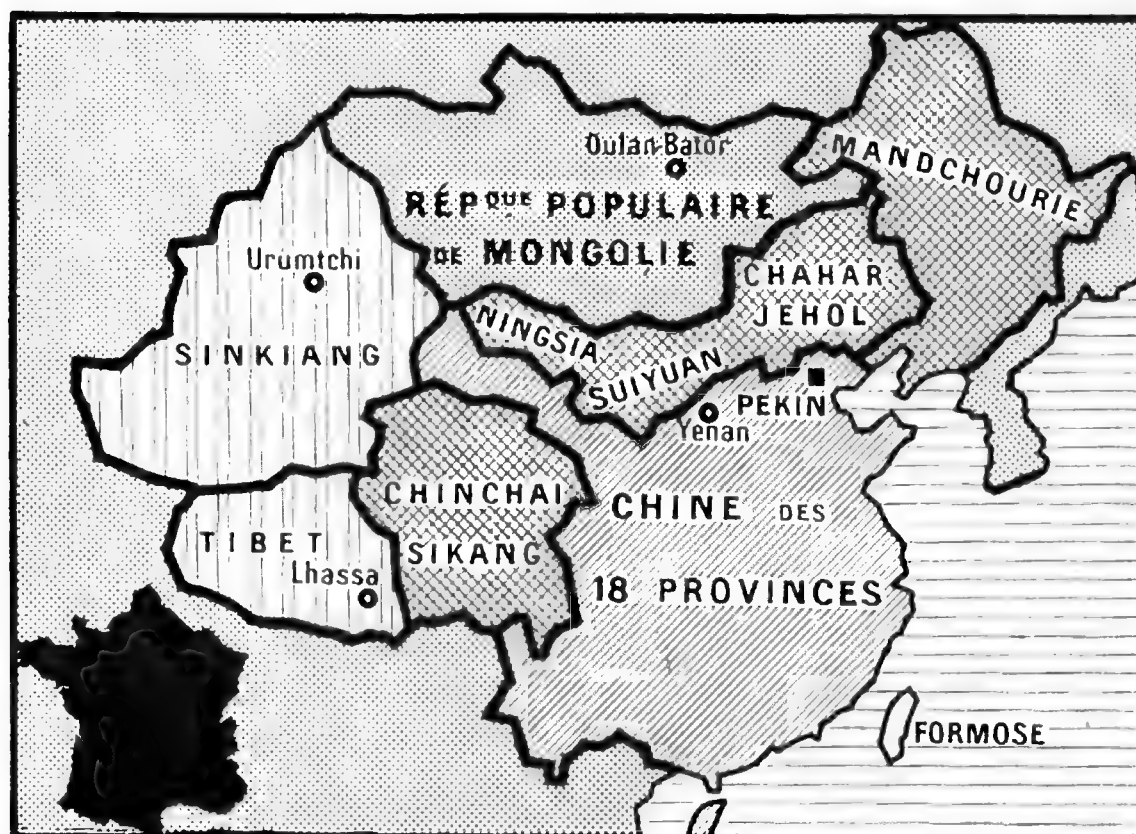 Oulan-Bator
MANDCHOURIE
RÉPQUE POPULAIRE
DE MONGOLIE
Urumtchi
CHAHAR
JEHOL
NINGSIA
SINKIANG
SUIYUAN
PEKIN
Yenan
CHINCHAI
CHINE DES
TIBET
SIKANG
Lhassa
18 PROVINCES
FORMOSE